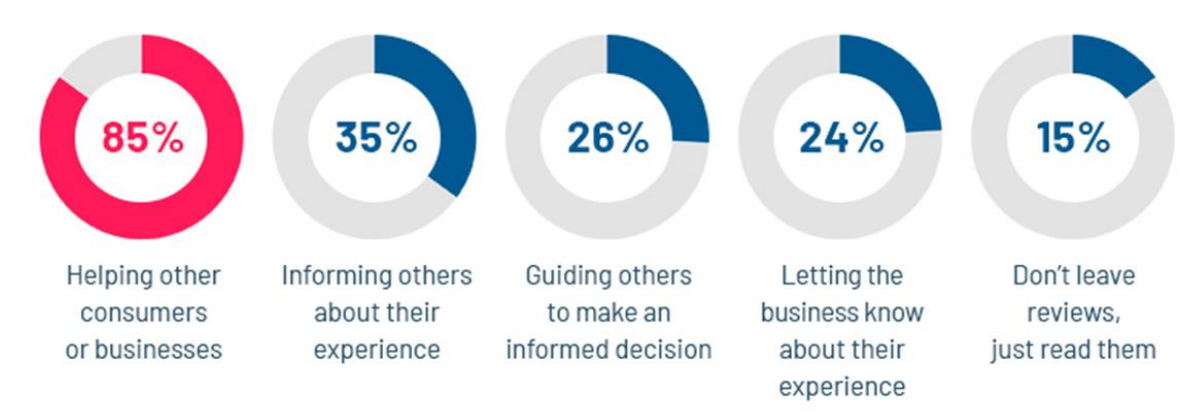 85%
35%
26%
24%
15%
Helping other
consumers
or businesses
Informing others
about their
experience
Guiding others
to make an
informed decision
Letting the
business know
about their
experience
Don't leave
reviews,
just read them